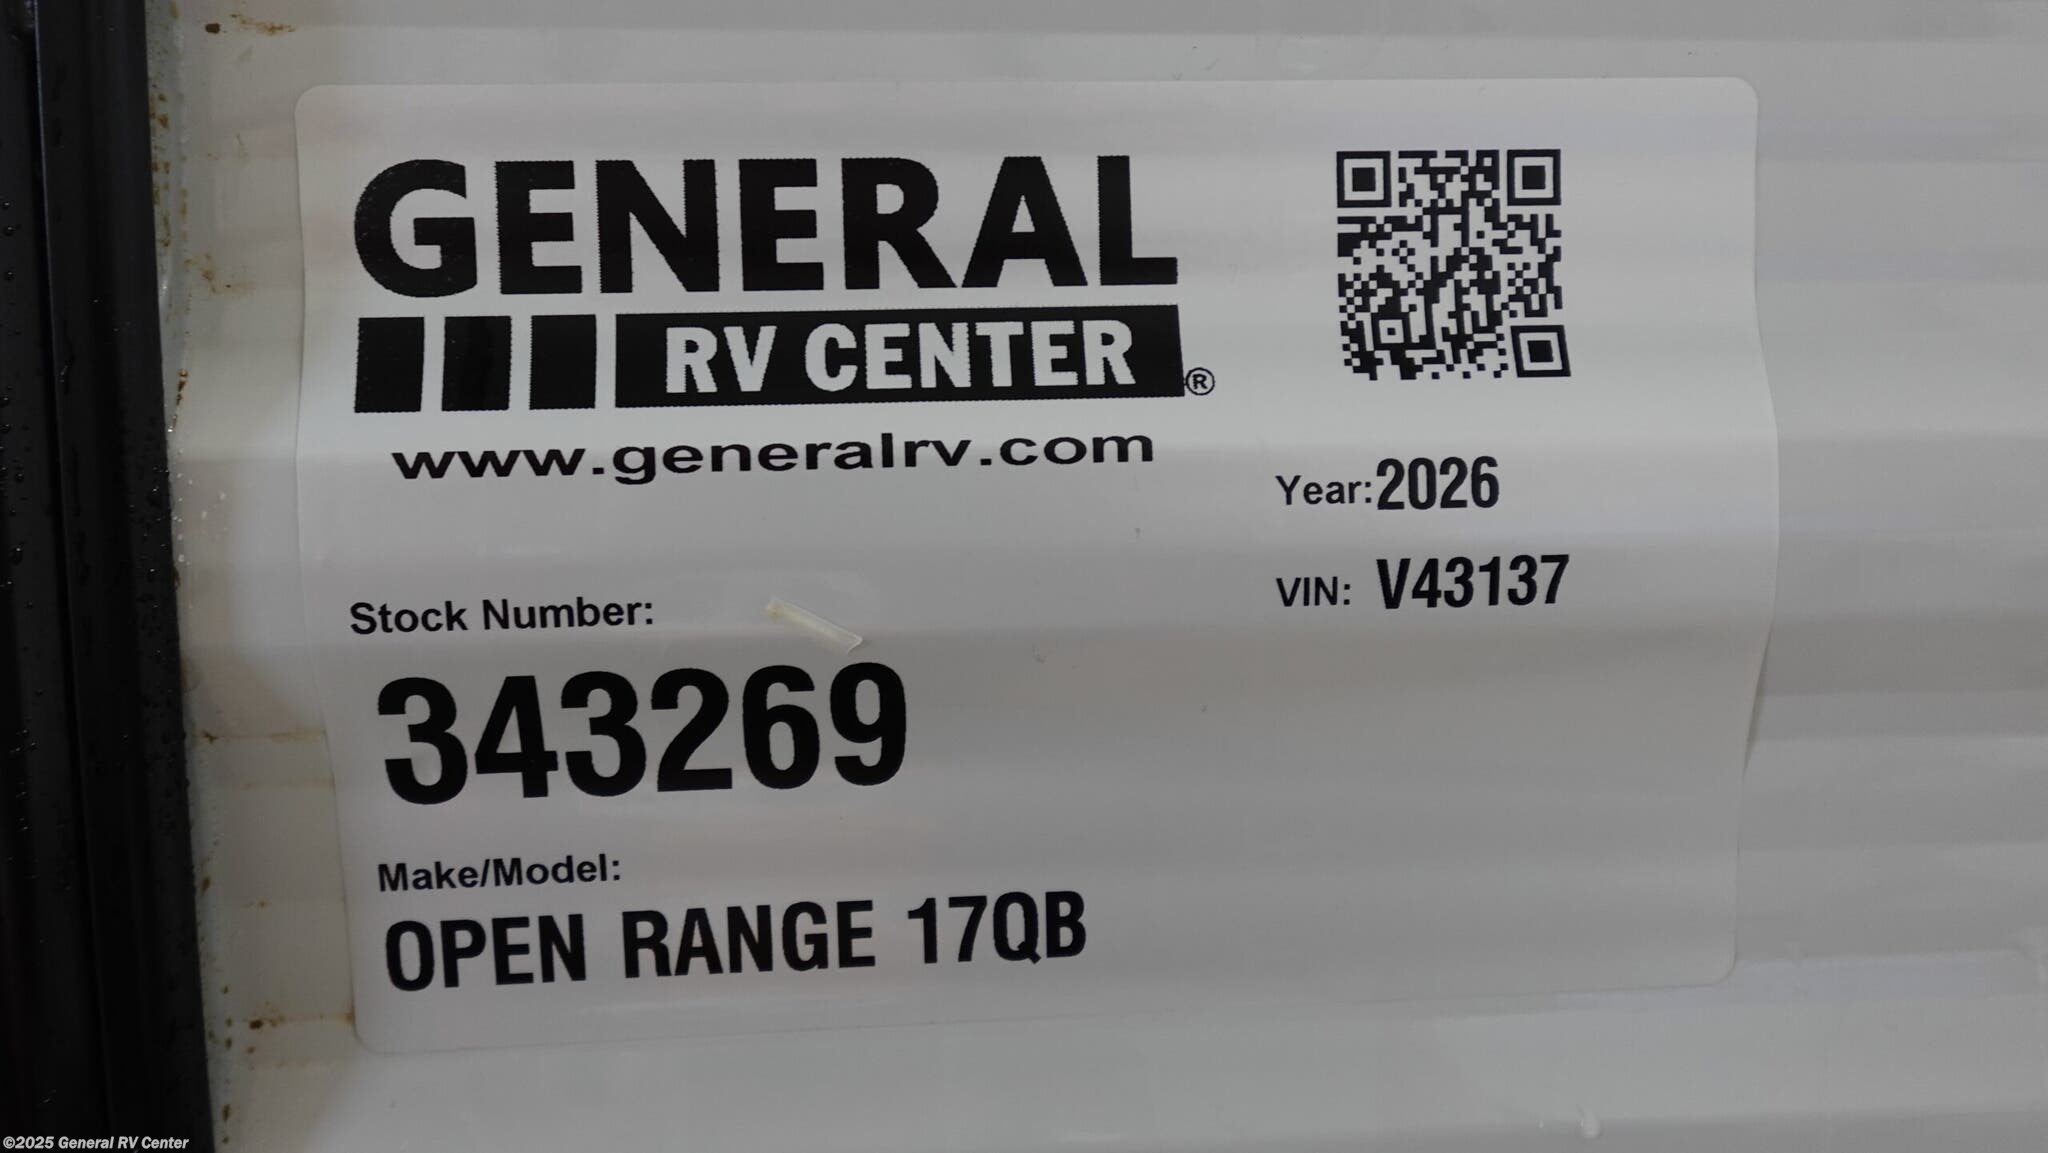 GENERAL
RV CENTER®
www.generalrv.com
Year: 2026
VIN: V43137
Stock Number:
343269
Make/Model:
OPEN RANGE 17QB
©2025 General RV Center